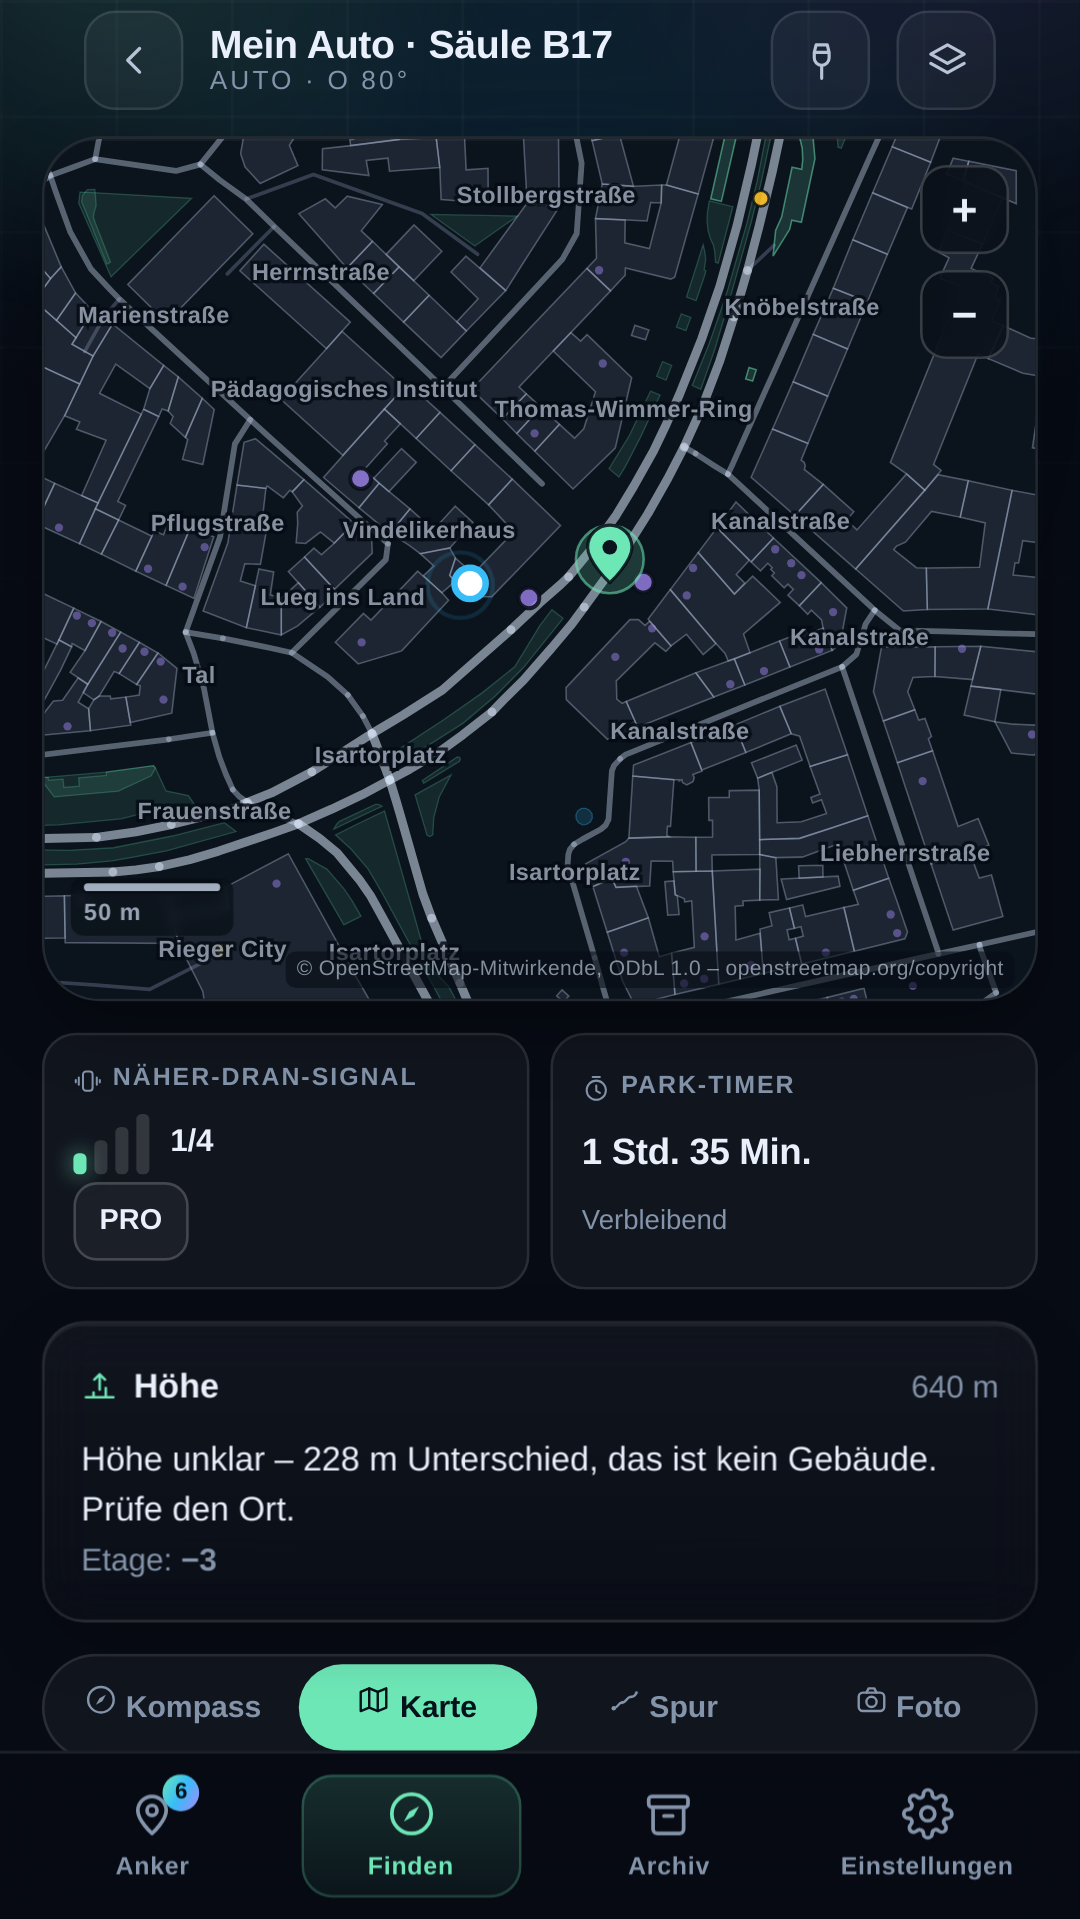 Mein Auto · Säule B17
AUTO · O 80°
Stollbergstraße
Herrnstraße
Marienstraße
Knöbelstraße
Pädagogisches Institut
Thomas-Wimmer-Ring
Pflugstraße
Vindelikerhaus
Kanalstraße
Lueg ins Land
Kanalstraße
Tal
Kanalstraße
Isartorplatz
Frauenstraße
Liebherrstraße
Isartorplatz
50 m
Rieger City
Isartorplatz
© OpenStreetMap-Mitwirkende, ODbL 1.0 – openstreetmap.org/copyright
NÄHER-DRAN-SIGNAL
1/4
PRO
PARK-TIMER
1 Std. 35 Min.
Verbleibend
Höhe
640 m
Höhe unklar – 228 m Unterschied, das ist kein Gebäude.
Prüfe den Ort.
Etage: −3
Kompass
Karte
Spur
Foto
6
Anker
Finden
Archiv
Einstellungen